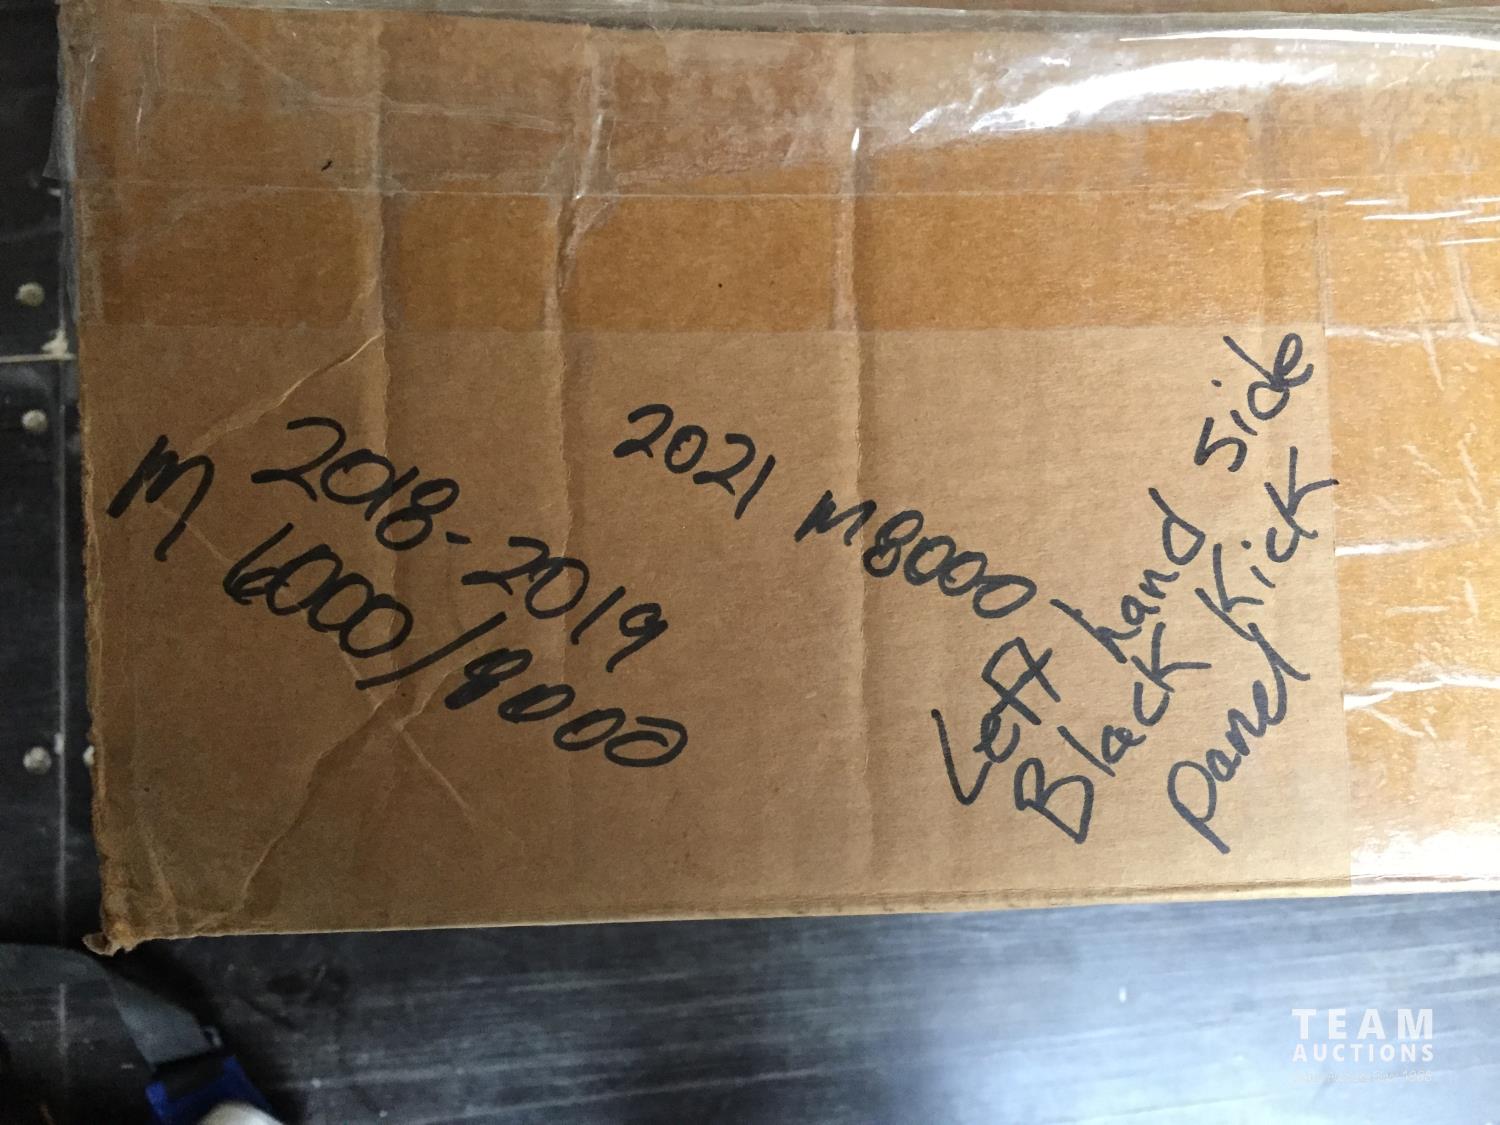 2018-2019
M 6000/8000
2021 M8000
Left hand side
Black Kick
panel
TEAM
AUCTIONS